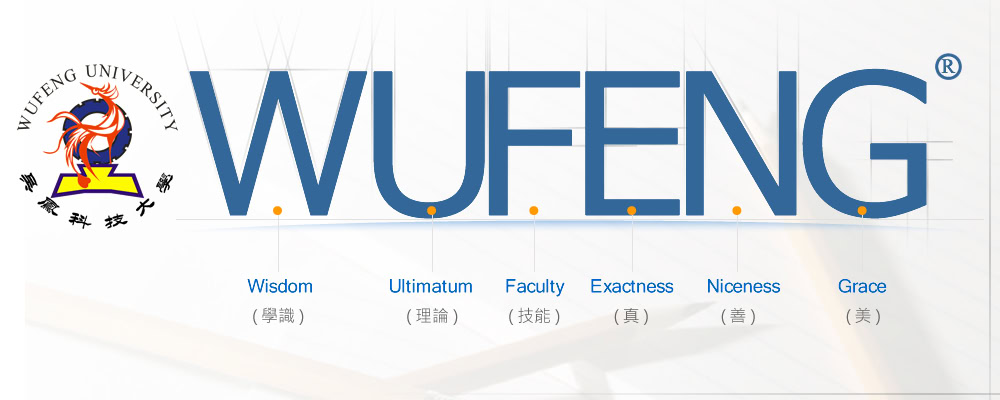 WUFENG UNIVERSITY
吳鳳科技大學
WUFENG®
Wisdom Ultimatum Faculty Exactness Niceness Grace
(學識) (理論) (技能) (真) (善) (美)